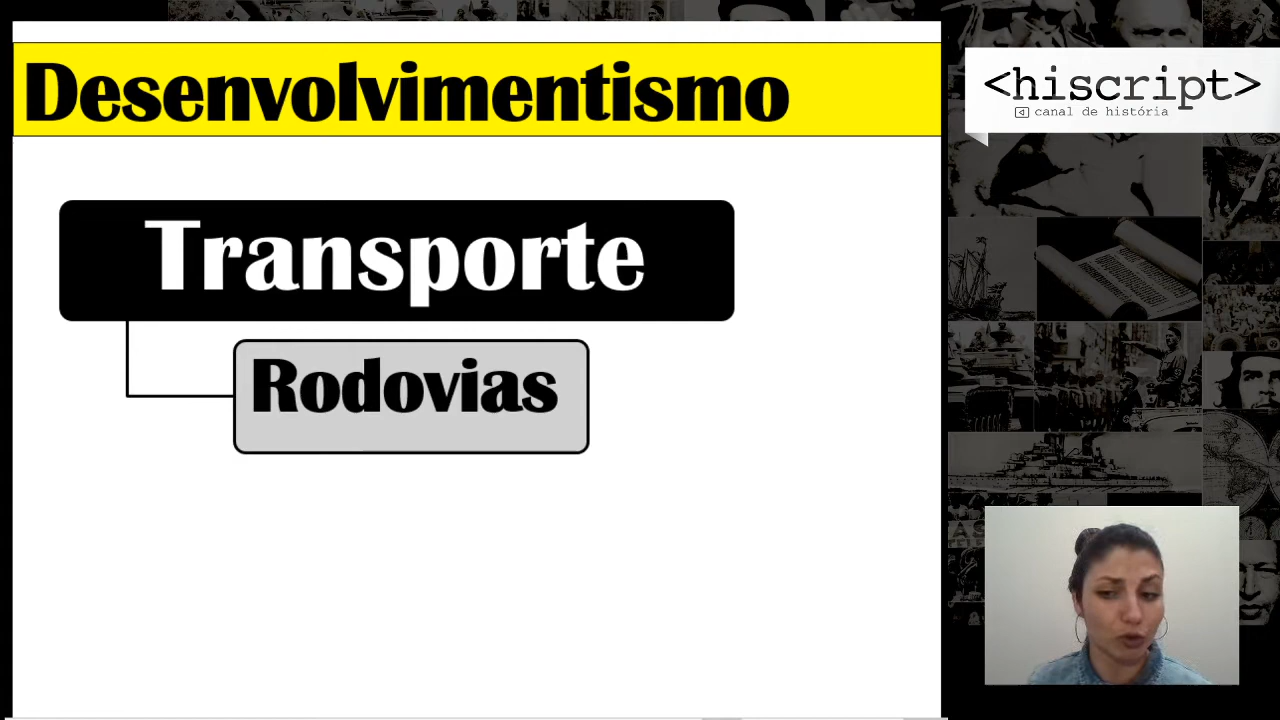 Desenvolvimentismo
<hiscript>
canal de história
Transporte
Rodovias